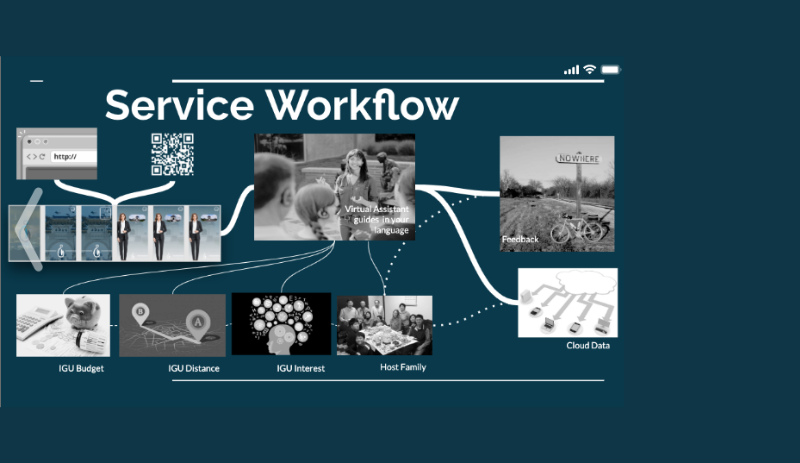 Service Workflow
http://
Virtual Assistant
guides in your
language
NOWHERE
Feedback
B
A
Cloud Data
IGU Budget
IGU Distance
IGU Interest
Host Family